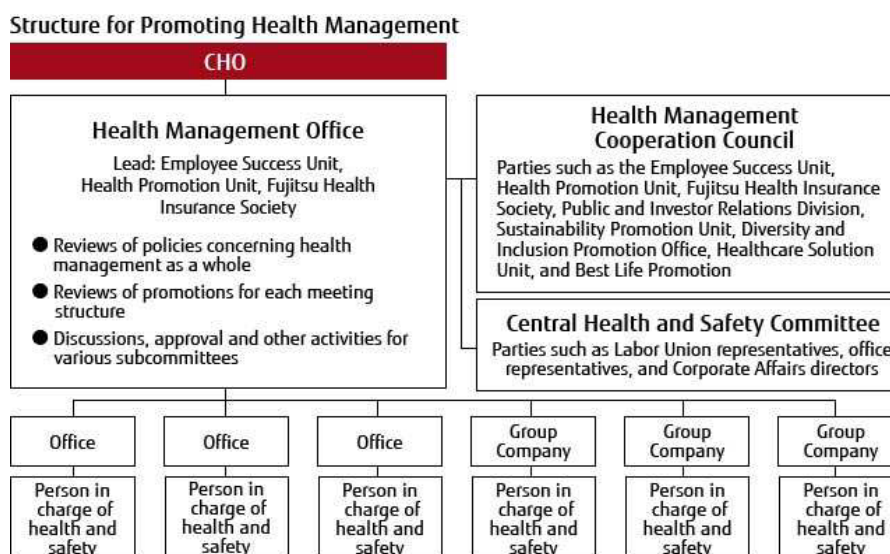 Structure for Promoting Health Management
CHO
Health Management Office
Lead: Employee Success Unit,
Health Promotion Unit, Fujitsu Health
Insurance Society
● Reviews of policies concerning health
management as a whole
● Reviews of promotions for each meeting
structure
● Discussions, approval and other activities for
various subcommittees
Health Management
Cooperation Council
Parties such as the Employee Success Unit,
Health Promotion Unit, Fujitsu Health Insurance
Society, Public and Investor Relations Division,
Sustainability Promotion Unit, Diversity and
Inclusion Promotion Office, Healthcare Solution
Unit, and Best Life Promotion
Central Health and Safety Committee
Parties such as Labor Union representatives, office
representatives, and Corporate Affairs directors
Office
Office
Office
Group
Company
Group
Company
Group
Company
Person in
charge of
health and
safety
Person in
charge of
health and
safety
Person in
charge of
health and
safety
Person in
charge of
health and
safety
Person in
charge of
health and
safety
Person in
charge of
health and
safety